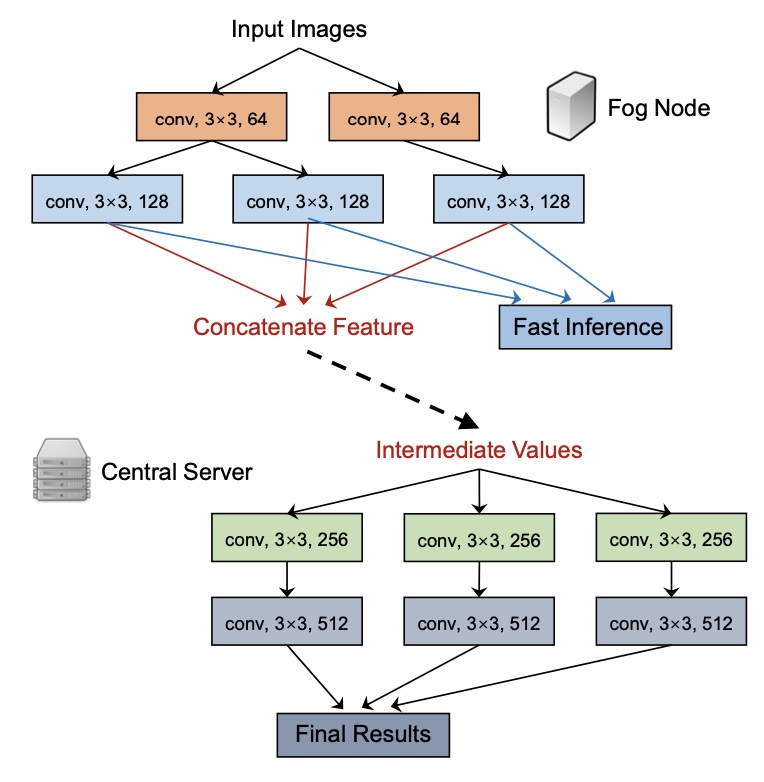 Input Images
conv, 3×3, 64
conv, 3×3, 64
Fog Node
conv, 3×3, 128
conv, 3×3, 128
conv, 3×3, 128
Concatenate Feature
Fast Inference
Intermediate Values
Central Server
conv, 3×3, 256
conv, 3×3, 256
conv, 3×3, 256
conv, 3×3, 512
conv, 3×3, 512
conv, 3×3, 512
Final Results